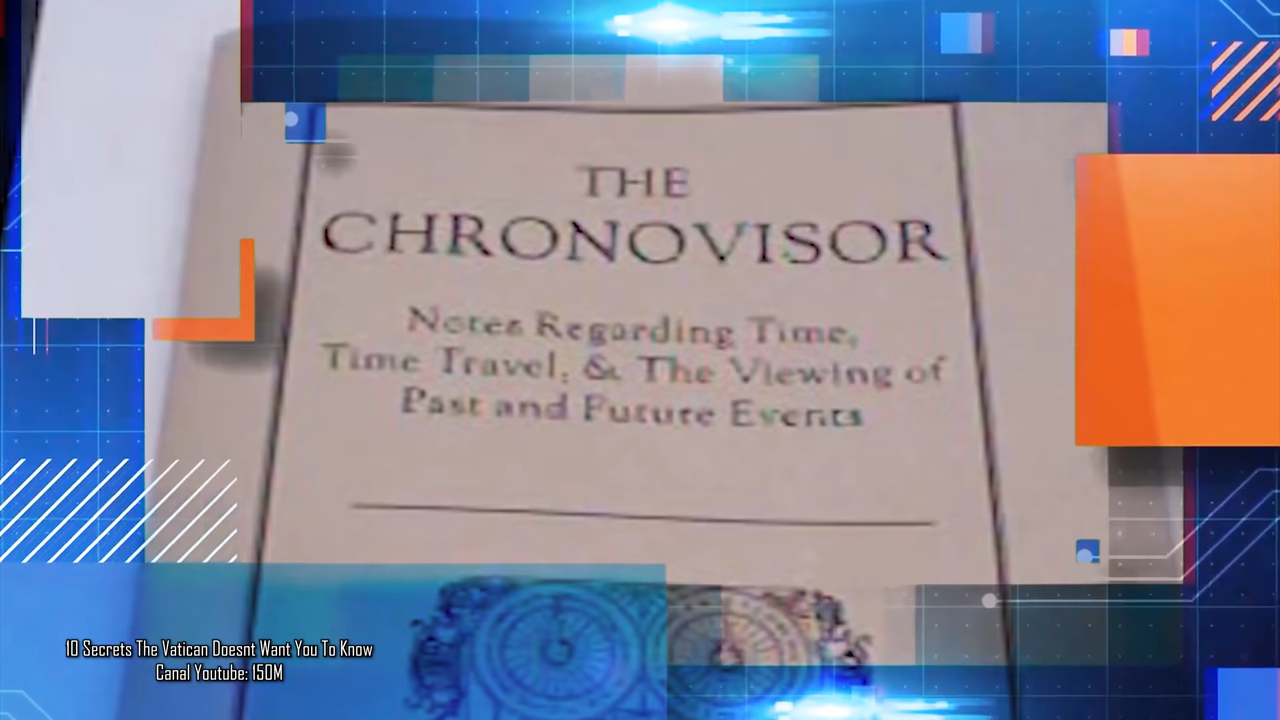 THE
CHRONOVISOR
Notes Regarding Time,
Time Travel, & The Viewing of
Past and Future Events
10 Secrets The Vatican Doesnt Want You To Know
Canal Youtube: 150M